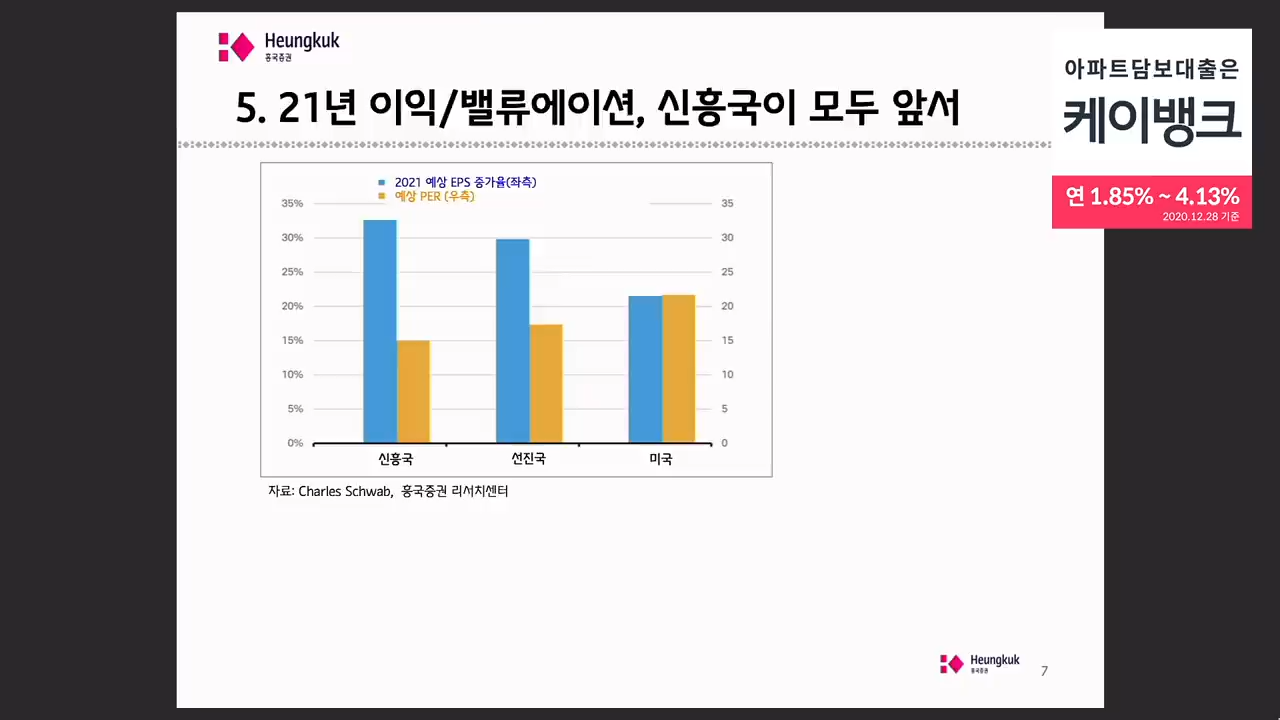 Heungkuk
흥국증권
5. 21년 이익/밸류에이션, 신흥국이 모두 앞서
아파트담보대출은
케이뱅크
연 1.85% ~ 4.13%
2020.12.28 기준
2021 예상 EPS 증가율(좌측)
예상 PER (우측)
35% 35
30% 30
25% 25
20% 20
15% 15
10% 10
5% 5
0% 0
신흥국 선진국 미국
자료: Charles Schwab, 흥국증권 리서치센터
Heungkuk
흥국증권
7